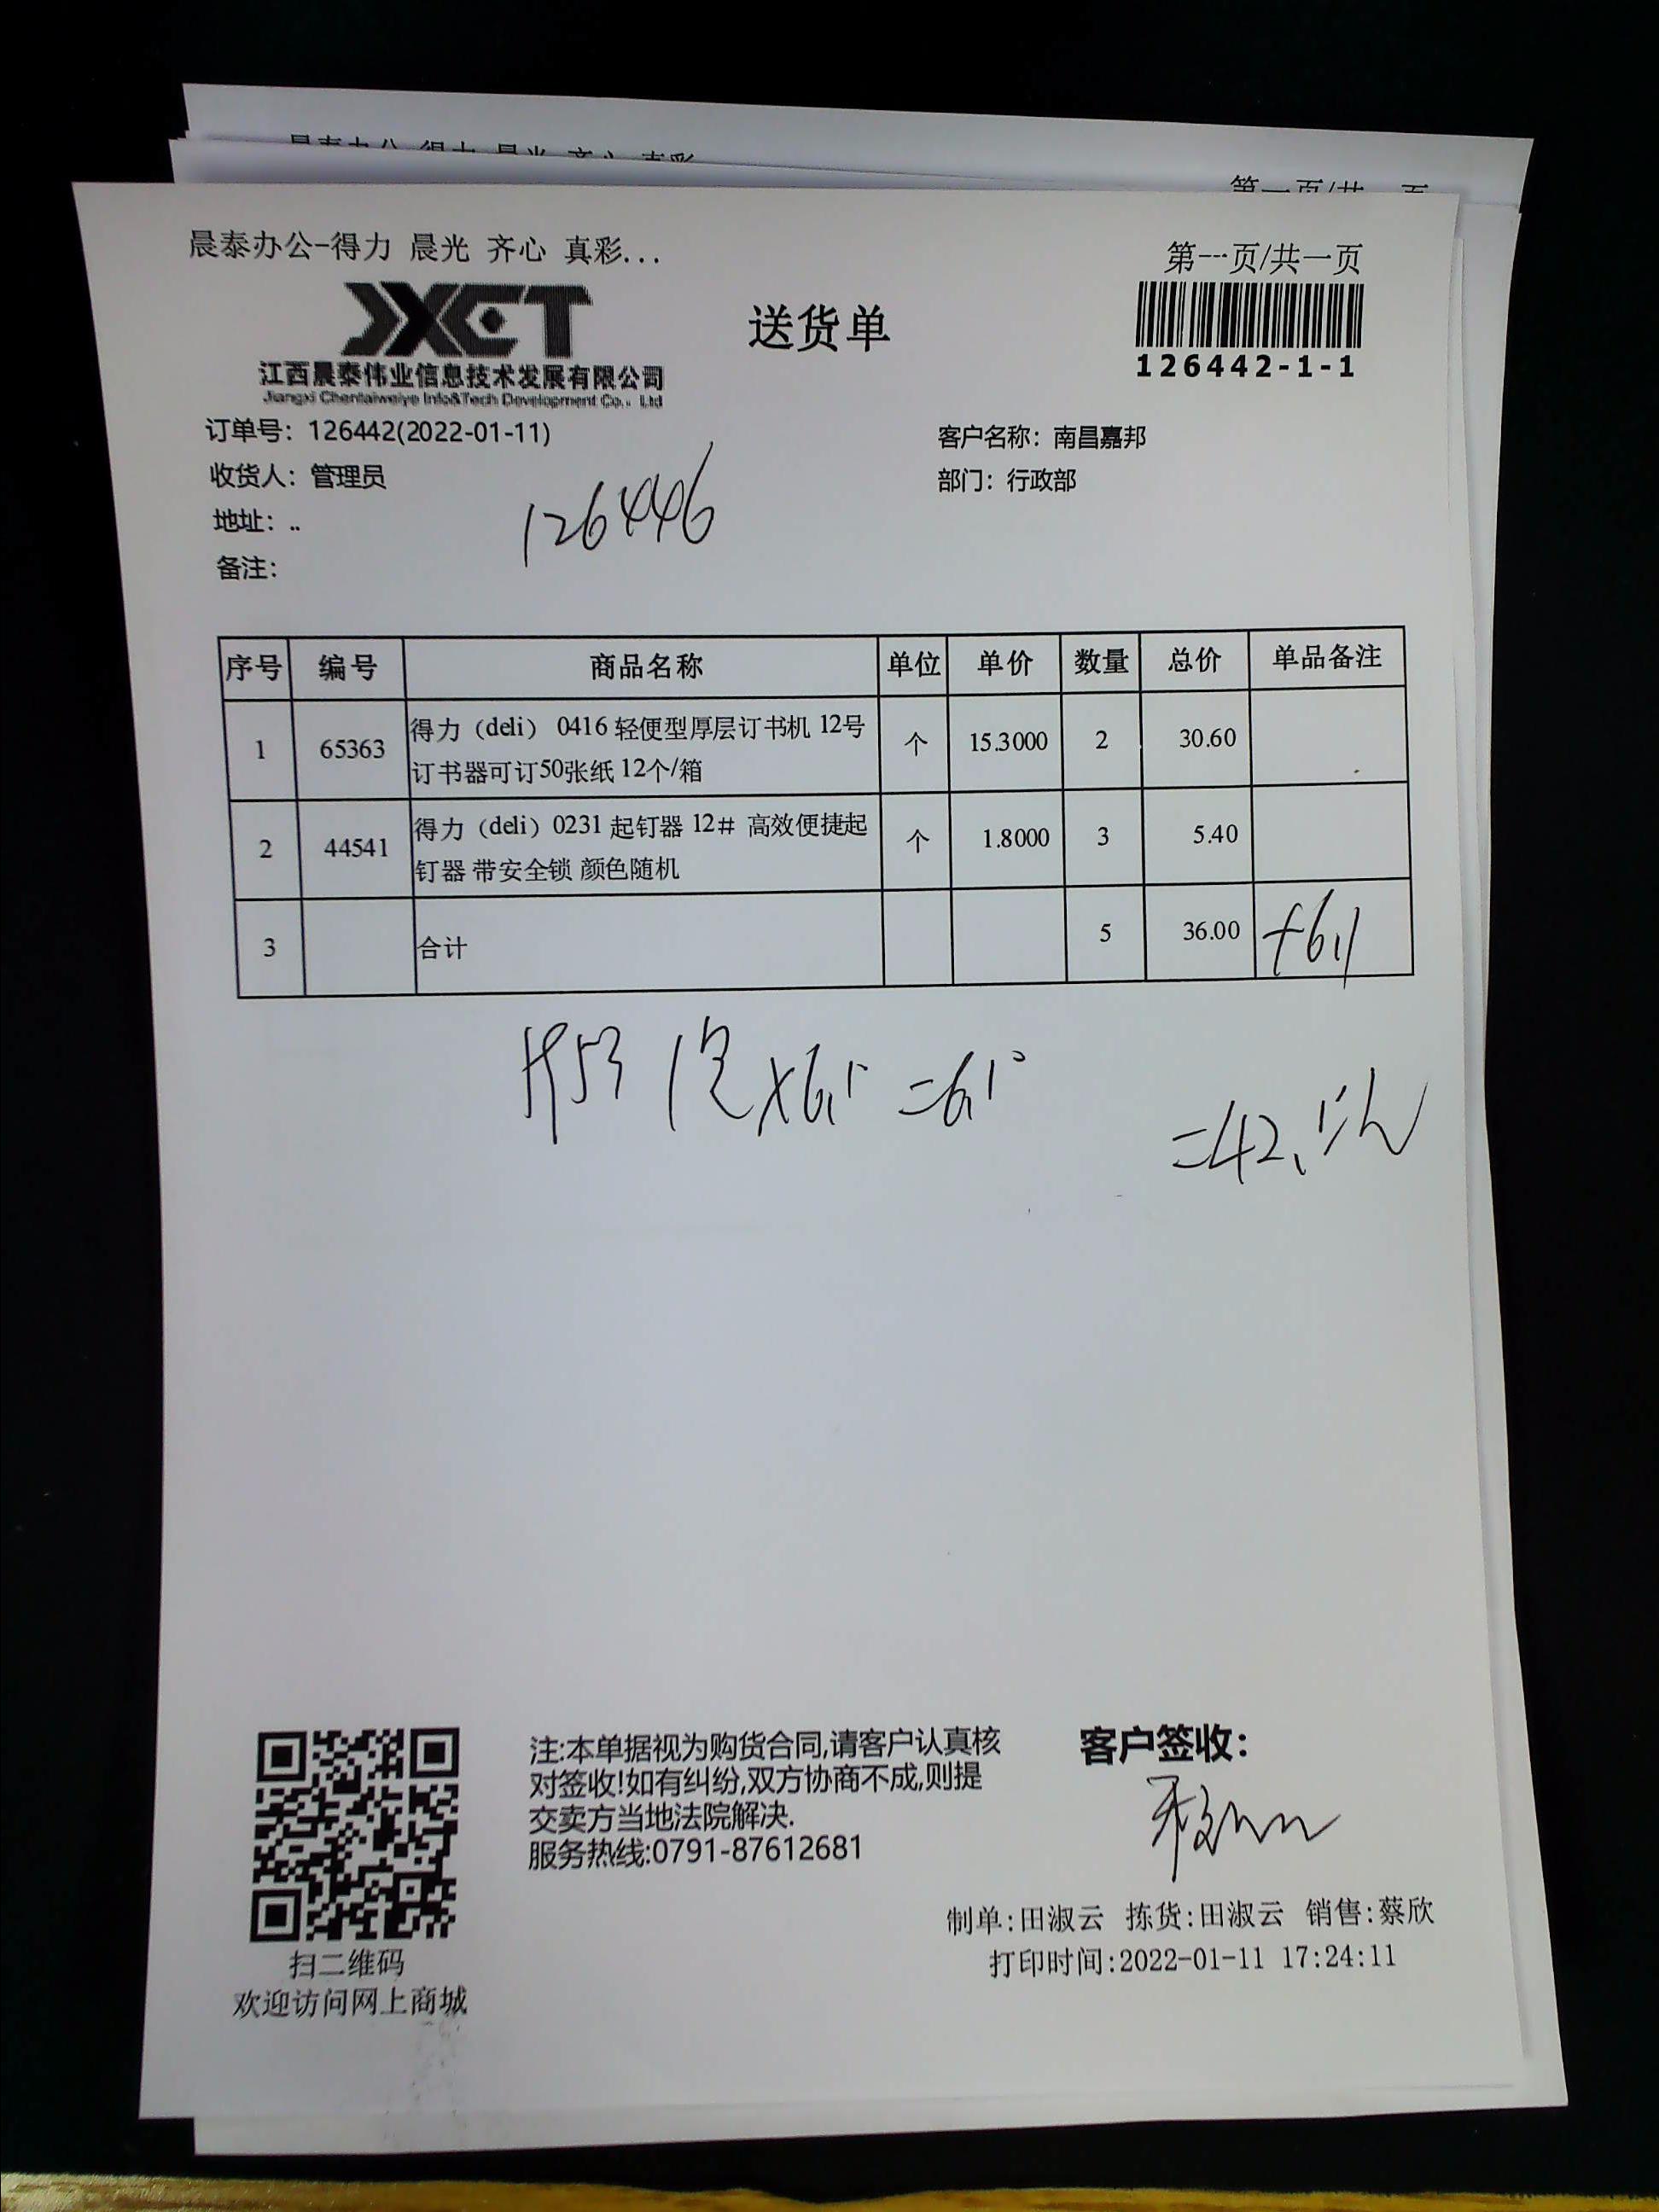 晨泰办公-得力 晨光 齐心 真彩...
第一页/共一页
JXCT
送货单
126442-1-1
江西晨泰伟业信息技术发展有限公司
Jiangxi Chentaiweiye Info&Tech Development Co., Ltd
订单号：126442(2022-01-11)
客户名称：南昌嘉邦
收货人：管理员
部门：行政部
地址：..
126446
备注：
序号 编号 商品名称 单位 单价 数量 总价 单品备注
1 65363 得力（deli） 0416 轻便型厚层订书机 12号订书器可订50张纸 12个/箱 个 15.3000 2 30.60
2 44541 得力（deli）0231 起钉器 12# 高效便捷起钉器 带安全锁 颜色随机 个 1.8000 3 5.40
3 合计 5 36.00 +6.1
=42.1
注:本单据视为购货合同,请客户认真核
对签收!如有纠纷,双方协商不成,则提
交卖方当地法院解决.
服务热线:0791-87612681
客户签收：
制单:田淑云 拣货:田淑云 销售:蔡欣
打印时间:2022-01-11 17:24:11
扫二维码
欢迎访问网上商城